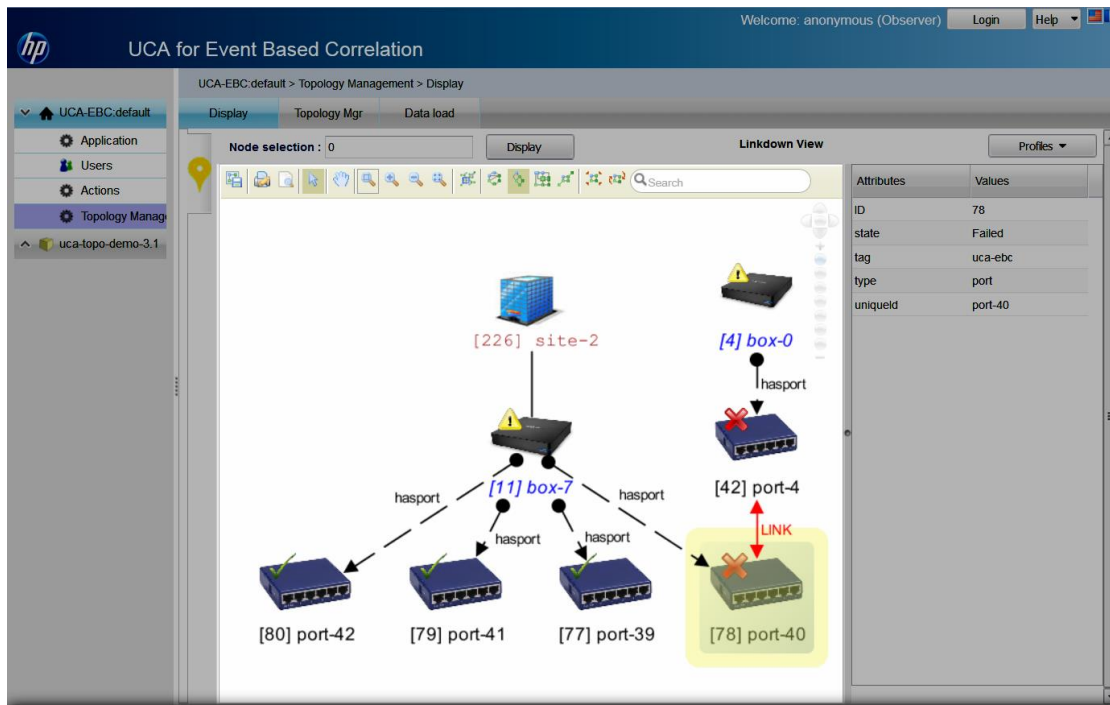 Welcome: anonymous (Observer) Login Help
hp UCA for Event Based Correlation
UCA-EBC:default > Topology Management > Display
UCA-EBC:default
Application
Users
Actions
Topology Manag
uca-topo-demo-3.1
Display Topology Mgr Data load
Node selection : 0 Display Linkdown View Profiles
Search
Attributes Values
ID 78
state Failed
tag uca-ebc
type port
uniqueId port-40
[226] site-2
[4] box-0
hasport
[42] port-4
LINK
[11] box-7
hasport
hasport
hasport
hasport
[80] port-42
[79] port-41
[77] port-39
[78] port-40